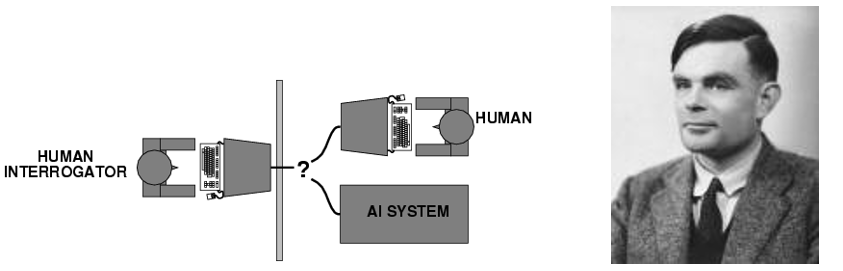 HUMAN
INTERROGATOR
?
HUMAN
AI SYSTEM